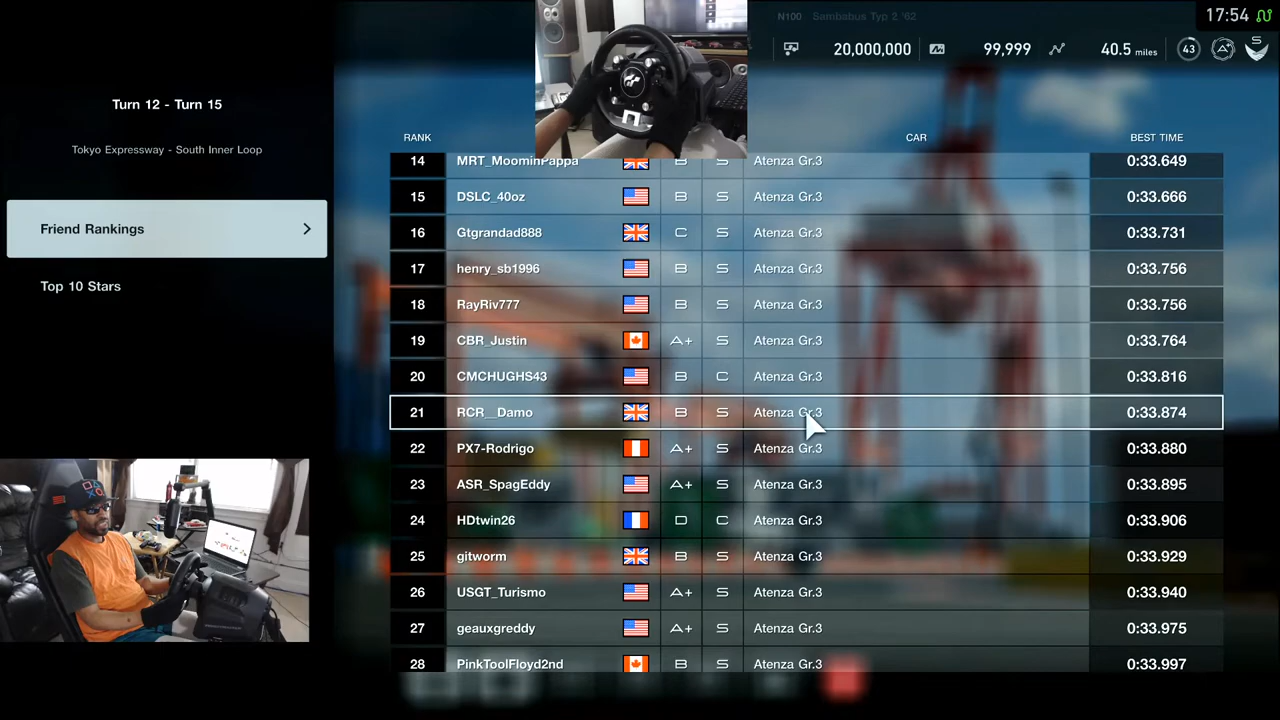 N100 Sambabus Typ 2 '62
17:54
20,000,000 99,999 40.5 miles 43 A+ S
Turn 12 - Turn 15
Tokyo Expressway - South Inner Loop
Friend Rankings
Top 10 Stars
RANK CAR BEST TIME
14 MRT_MoominPappa B S Atenza Gr.3 0:33.649
15 DSLC_40oz B S Atenza Gr.3 0:33.666
16 Gtgrandad888 C S Atenza Gr.3 0:33.731
17 henry_sb1996 B S Atenza Gr.3 0:33.756
18 RayRiv777 B S Atenza Gr.3 0:33.756
19 CBR_Justin A+ S Atenza Gr.3 0:33.764
20 CMCHUGHS43 B C Atenza Gr.3 0:33.816
21 RCR__Damo B S Atenza Gr.3 0:33.874
22 PX7-Rodrigo A+ S Atenza Gr.3 0:33.880
23 ASR_SpagEddy A+ S Atenza Gr.3 0:33.895
24 HDtwin26 D C Atenza Gr.3 0:33.906
25 gitworm B S Atenza Gr.3 0:33.929
26 USGT_Turismo A+ S Atenza Gr.3 0:33.940
27 geauxgreddy A+ S Atenza Gr.3 0:33.975
28 PinkToolFloyd2nd B S Atenza Gr.3 0:33.997